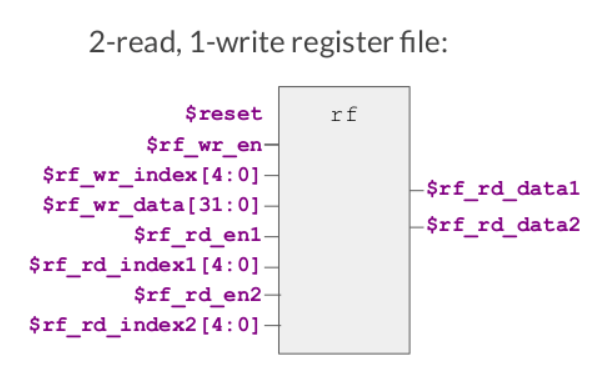 2-read, 1-write register file:
rf
$reset
$rf_wr_en
$rf_wr_index[4:0]
$rf_wr_data[31:0]
$rf_rd_en1
$rf_rd_index1[4:0]
$rf_rd_en2
$rf_rd_index2[4:0]
$rf_rd_data1
$rf_rd_data2